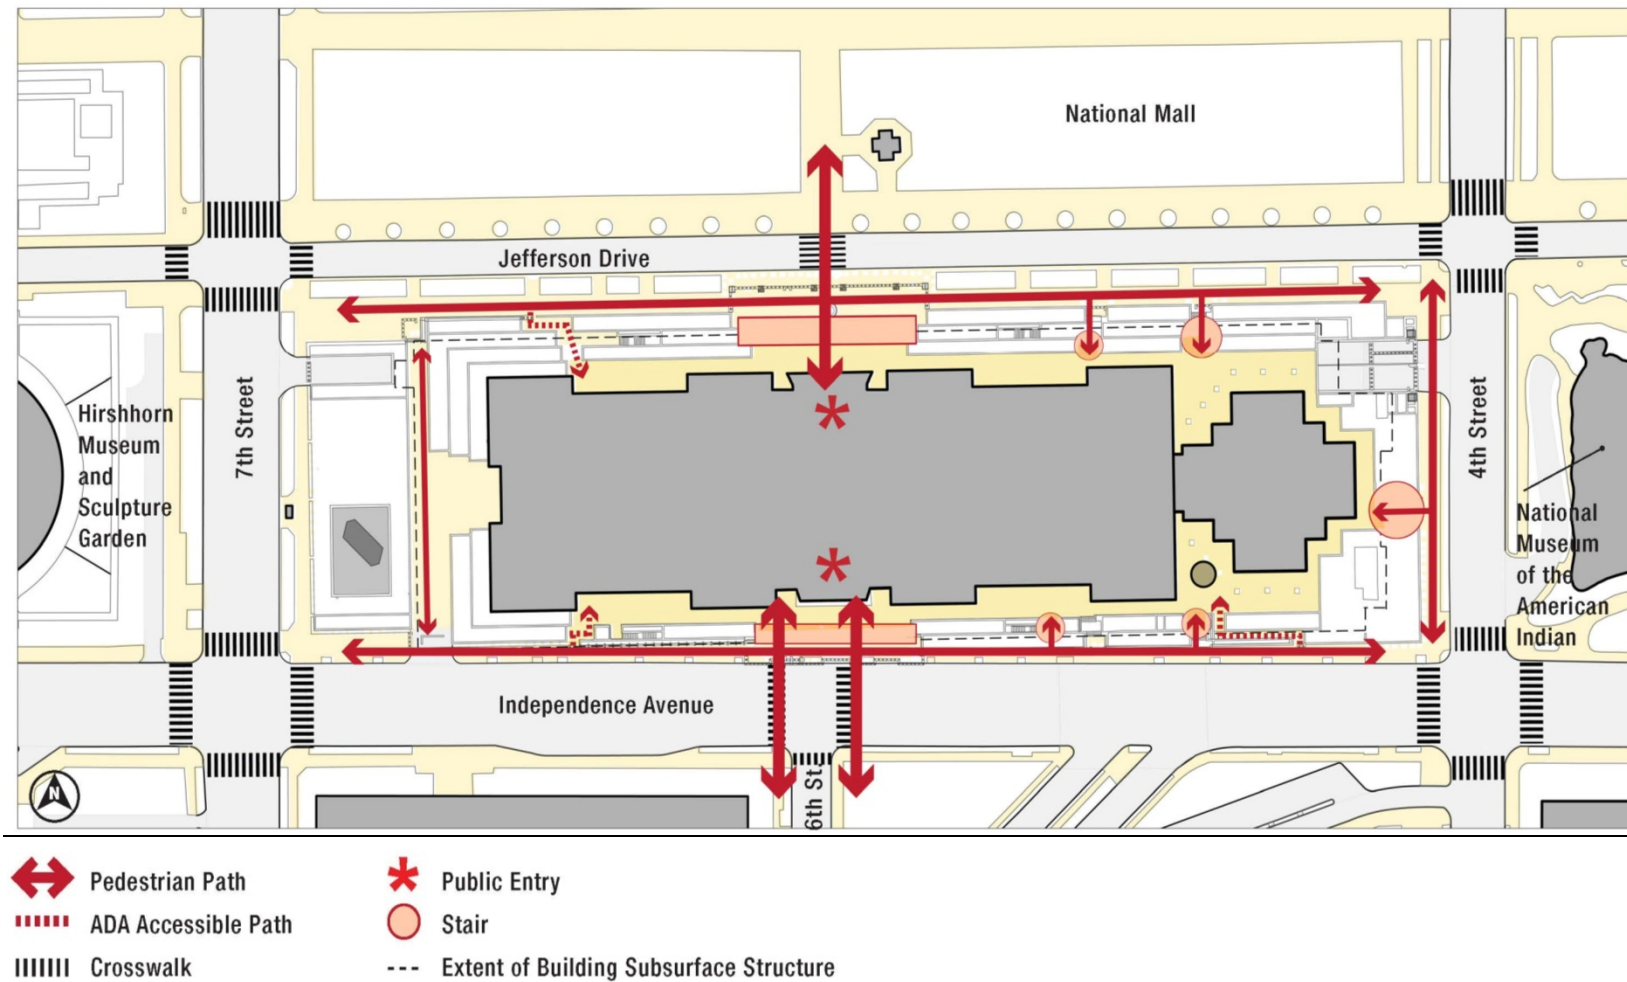 National Mall
Jefferson Drive
Hirshhorn
Museum
and
Sculpture
Garden
7th Street
4th Street
National
Museum
of the
American
Indian
Independence Avenue
6th St.
N
Pedestrian Path
Public Entry
ADA Accessible Path
Stair
Crosswalk
Extent of Building Subsurface Structure